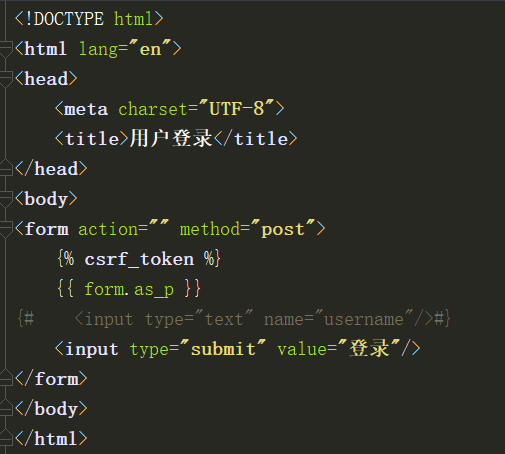 <!DOCTYPE html>
<html lang="en">
<head>
    <meta charset="UTF-8">
    <title>用户登录</title>
</head>
<body>
<form action="" method="post">
    {% csrf_token %}
    {{ form.as_p }}
{#    <input type="text" name="username"/>#}
    <input type="submit" value="登录"/>
</form>
</body>
</html>